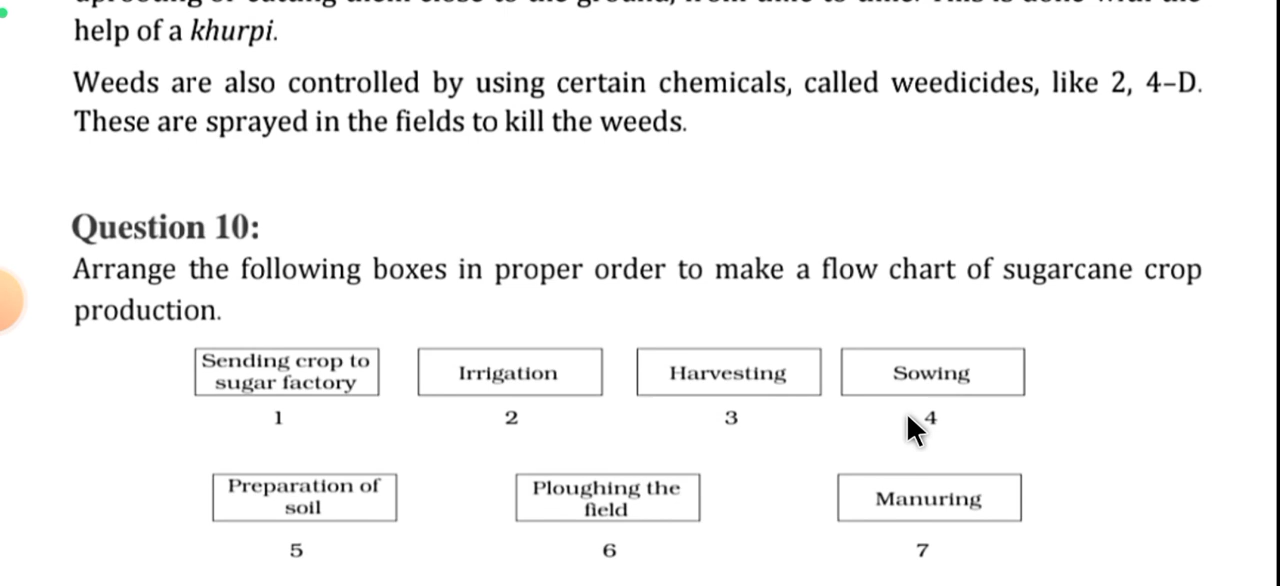 help of a khurpi.
Weeds are also controlled by using certain chemicals, called weedicides, like 2, 4–D.
These are sprayed in the fields to kill the weeds.
Question 10:
Arrange the following boxes in proper order to make a flow chart of sugarcane crop
production.
Sending crop to
sugar factory
Irrigation
Harvesting
Sowing
1
2
3
4
Preparation of
soil
Ploughing the
field
Manuring
5
6
7